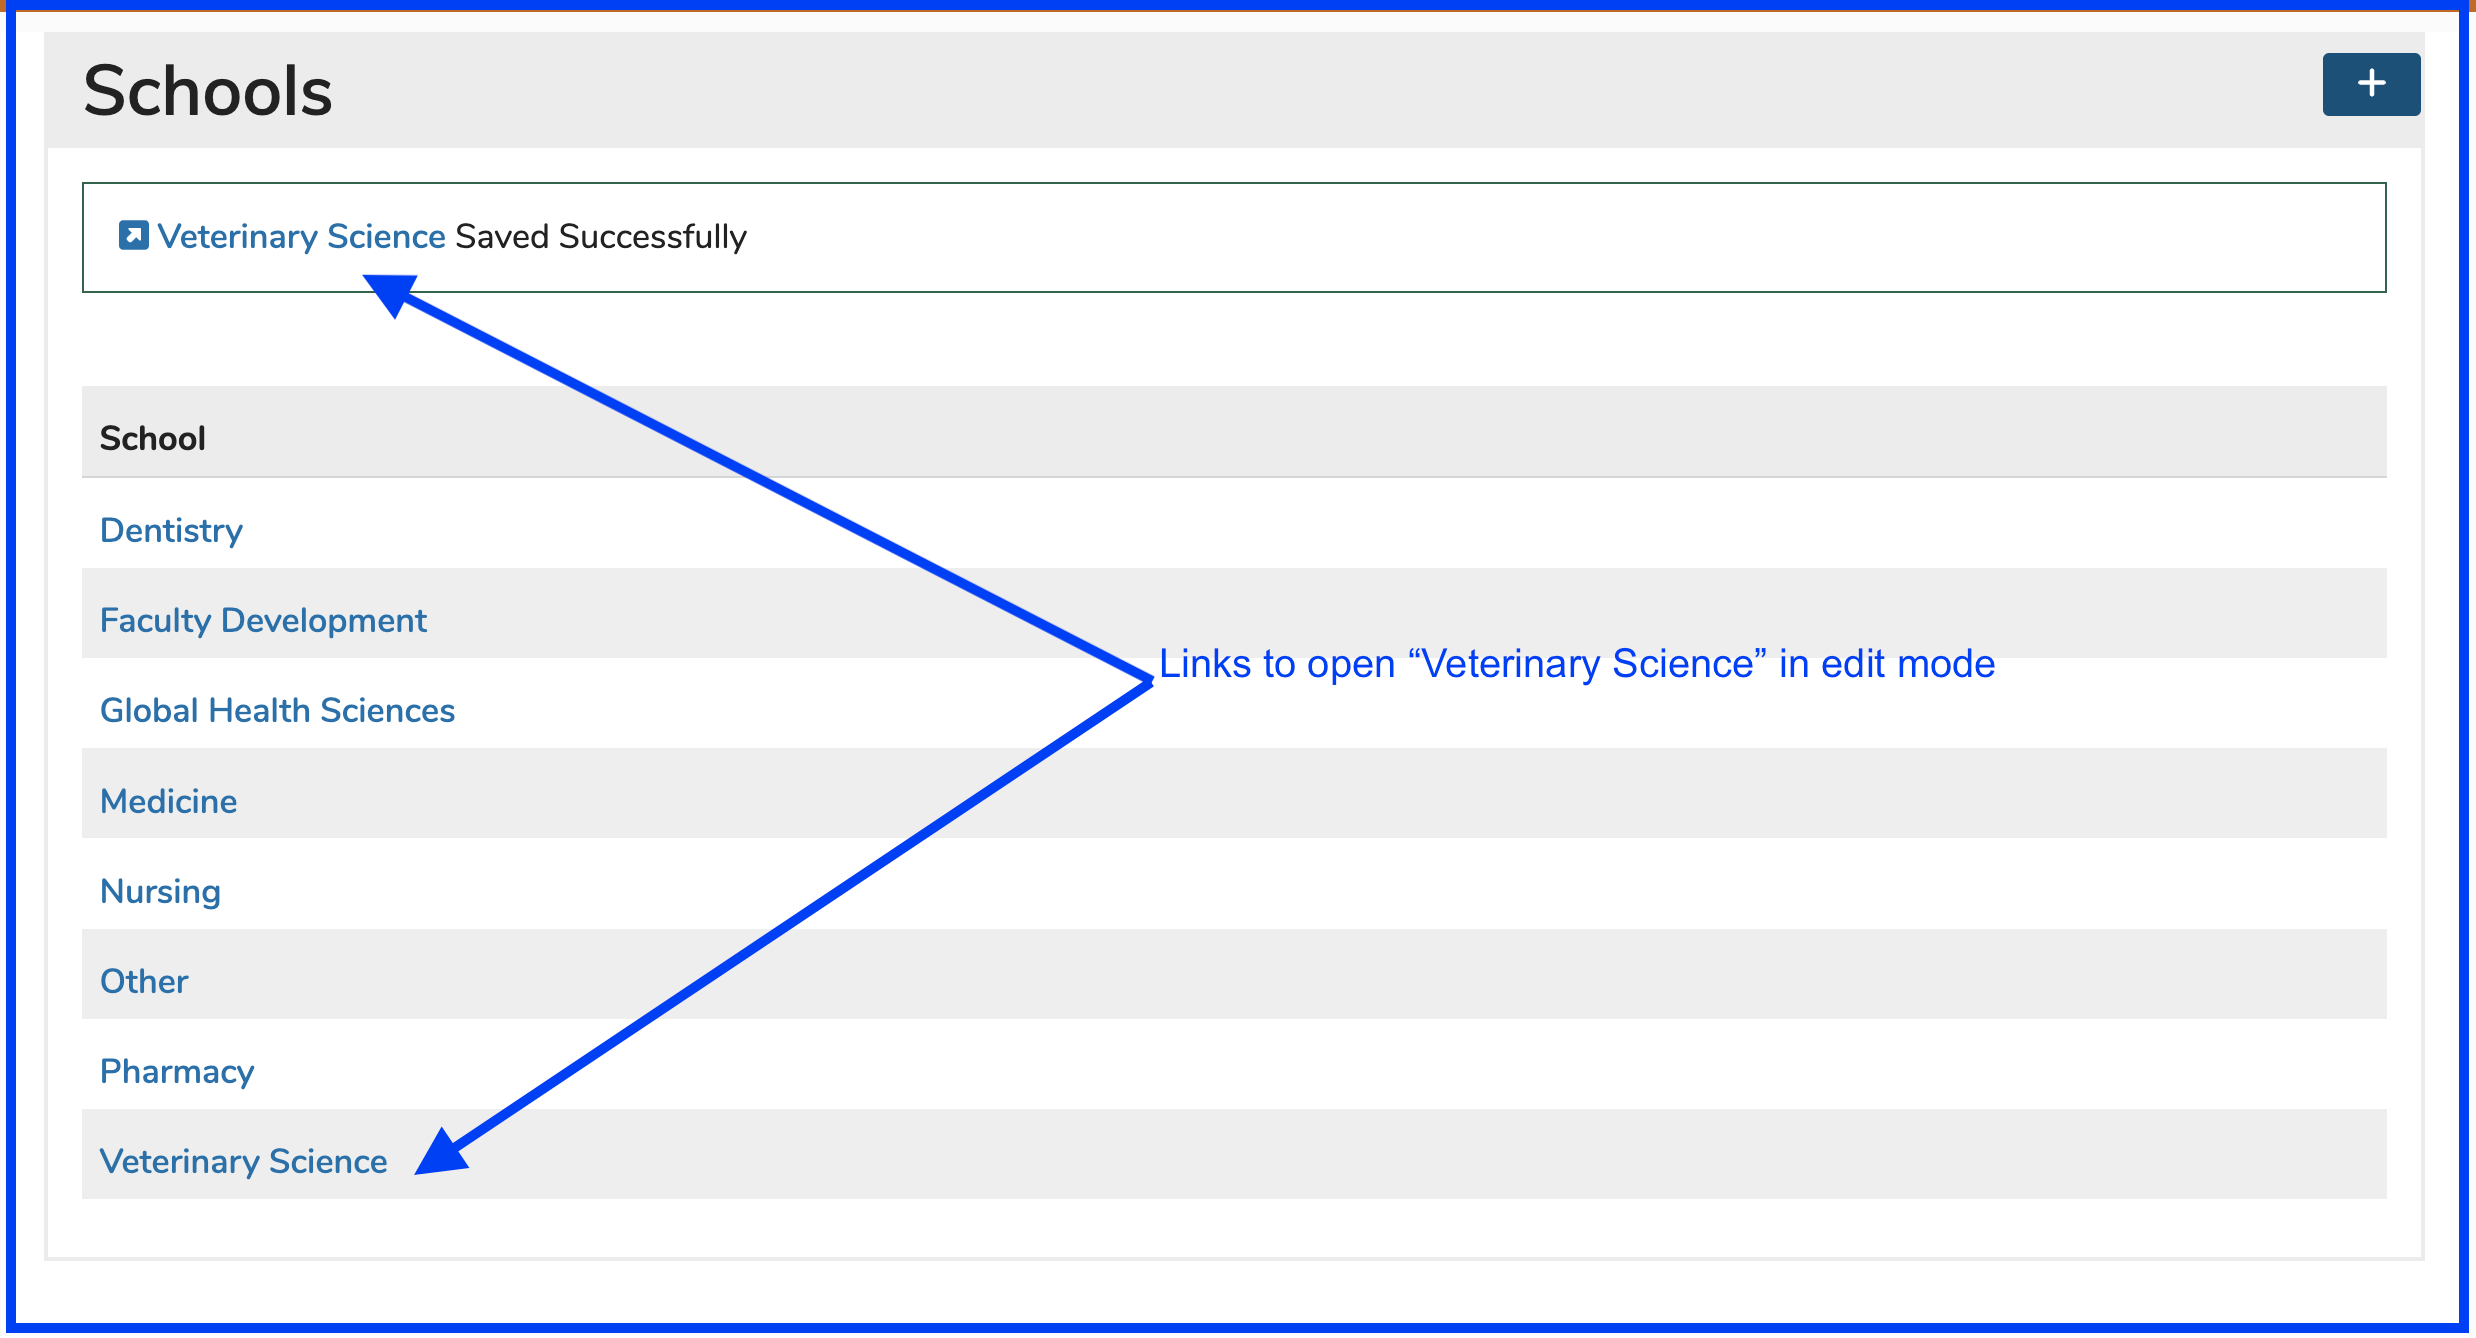 Schools
+
Veterinary Science Saved Successfully
School
Dentistry
Faculty Development
Links to open “Veterinary Science” in edit mode
Global Health Sciences
Medicine
Nursing
Other
Pharmacy
Veterinary Science